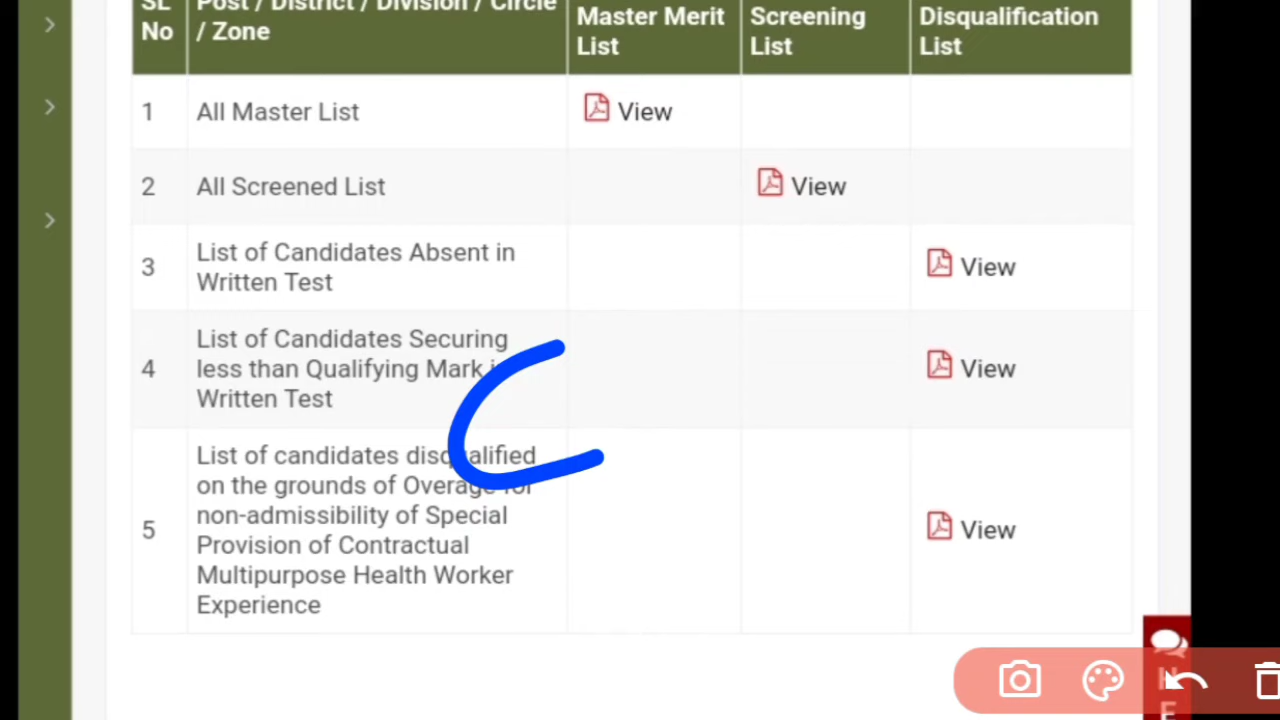 SL
No
Post / District / Division / Circle
/ Zone
Master Merit
List
Screening
List
Disqualification
List
1
All Master List
View
2
All Screened List
View
3
List of Candidates Absent in
Written Test
View
4
List of Candidates Securing
less than Qualifying Mark
Written Test
View
5
List of candidates disqualified
on the grounds of Overage for
non-admissibility of Special
Provision of Contractual
Multipurpose Health Worker
Experience
View
H
E